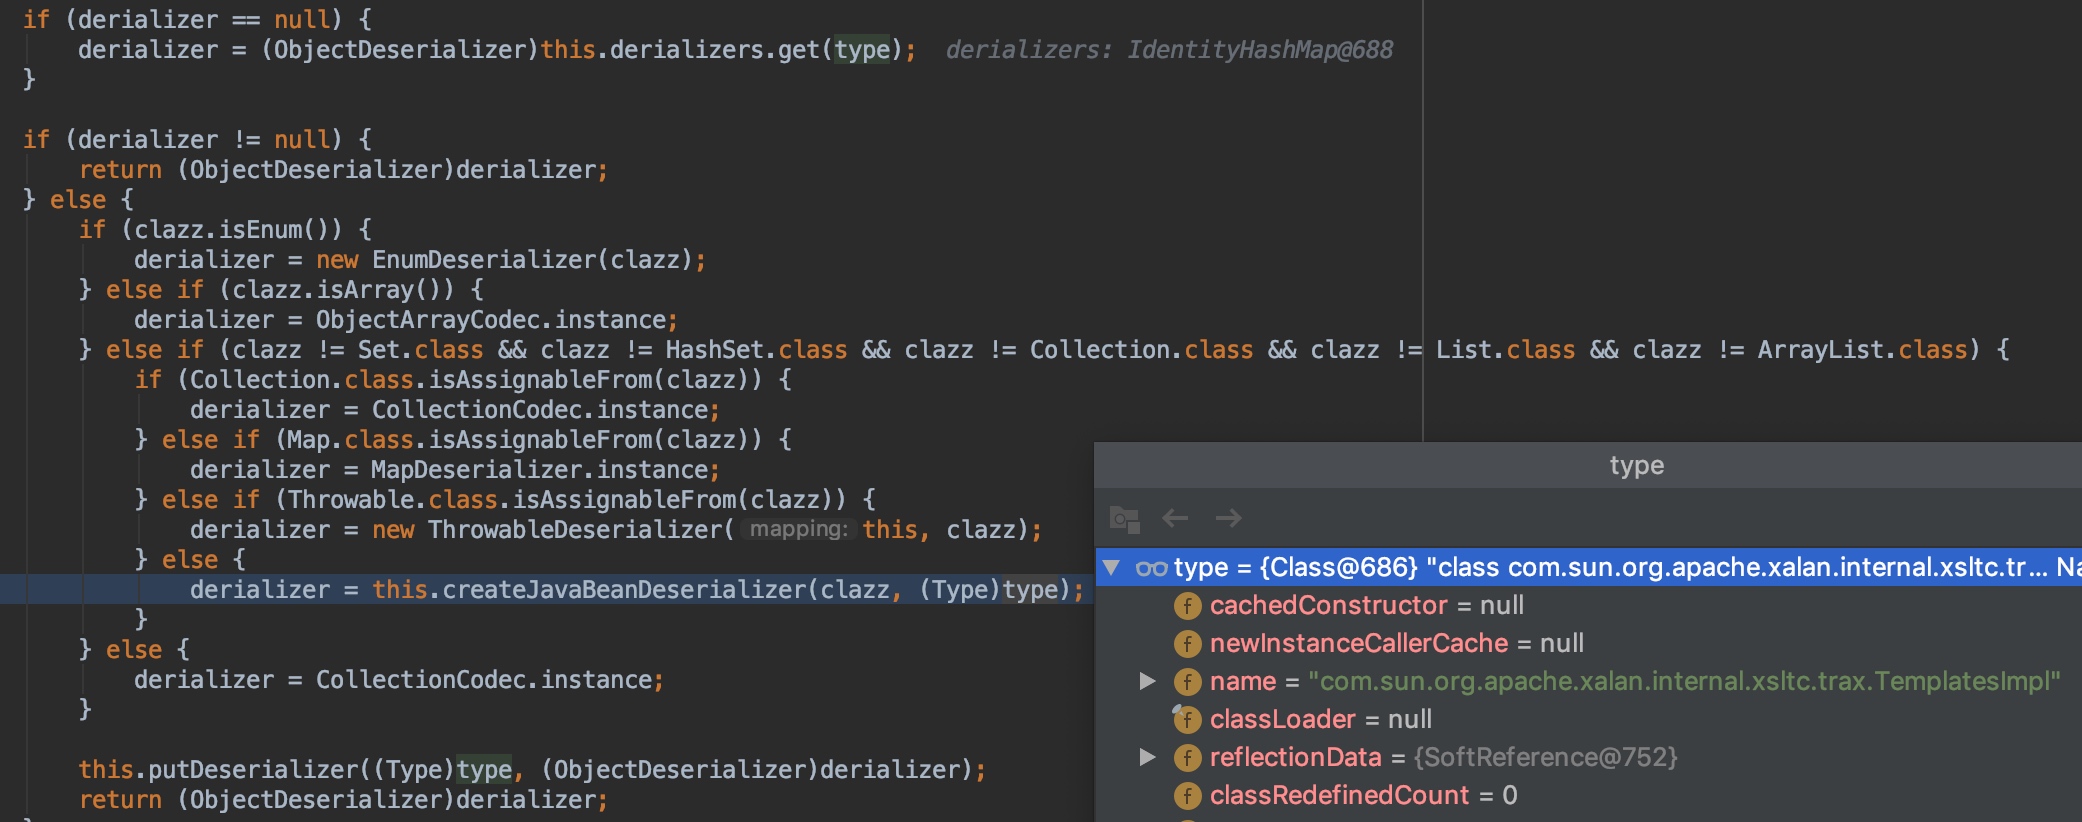 if (derializer == null) {
derializer = (ObjectDeserializer)this.derializers.get(type);  derializers: IdentityHashMap@688
}
if (derializer != null) {
return (ObjectDeserializer)derializer;
} else {
if (clazz.isEnum()) {
derializer = new EnumDeserializer(clazz);
} else if (clazz.isArray()) {
derializer = ObjectArrayCodec.instance;
} else if (clazz != Set.class && clazz != HashSet.class && clazz != Collection.class && clazz != List.class && clazz != ArrayList.class) {
if (Collection.class.isAssignableFrom(clazz)) {
derializer = CollectionCodec.instance;
} else if (Map.class.isAssignableFrom(clazz)) {
derializer = MapDeserializer.instance;
} else if (Throwable.class.isAssignableFrom(clazz)) {
derializer = new ThrowableDeserializer( mapping: this, clazz);
} else {
derializer = this.createJavaBeanDeserializer(clazz, (Type)type);
}
} else {
derializer = CollectionCodec.instance;
}
this.putDeserializer((Type)type, (ObjectDeserializer)derializer);
return (ObjectDeserializer)derializer;
type
type = {Class@686} "class com.sun.org.apache.xalan.internal.xsltc.tr... Na
f cachedConstructor = null
f newInstanceCallerCache = null
f name = "com.sun.org.apache.xalan.internal.xsltc.trax.TemplatesImpl"
f classLoader = null
f reflectionData = {SoftReference@752}
f classRedefinedCount = 0